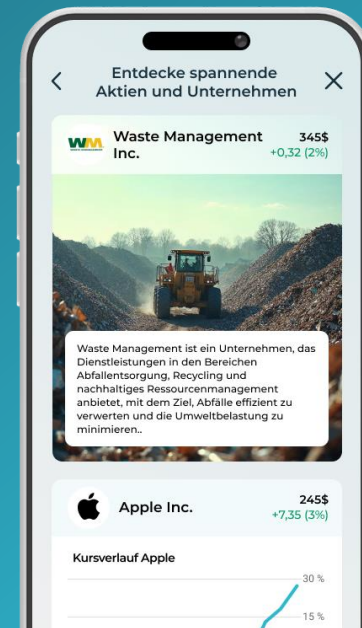 Entdecke spannende
Aktien und Unternehmen
WM
Waste Management
Inc.
345$
+0,32 (2%)
Waste Management ist ein Unternehmen, das
Dienstleistungen in den Bereichen
Abfallentsorgung, Recycling und
nachhaltiges Ressourcenmanagement
anbietet, mit dem Ziel, Abfälle effizient zu
verwerten und die Umweltbelastung zu
minimieren..
Apple Inc.
245$
+7,35 (3%)
Kursverlauf Apple
30 %
15 %